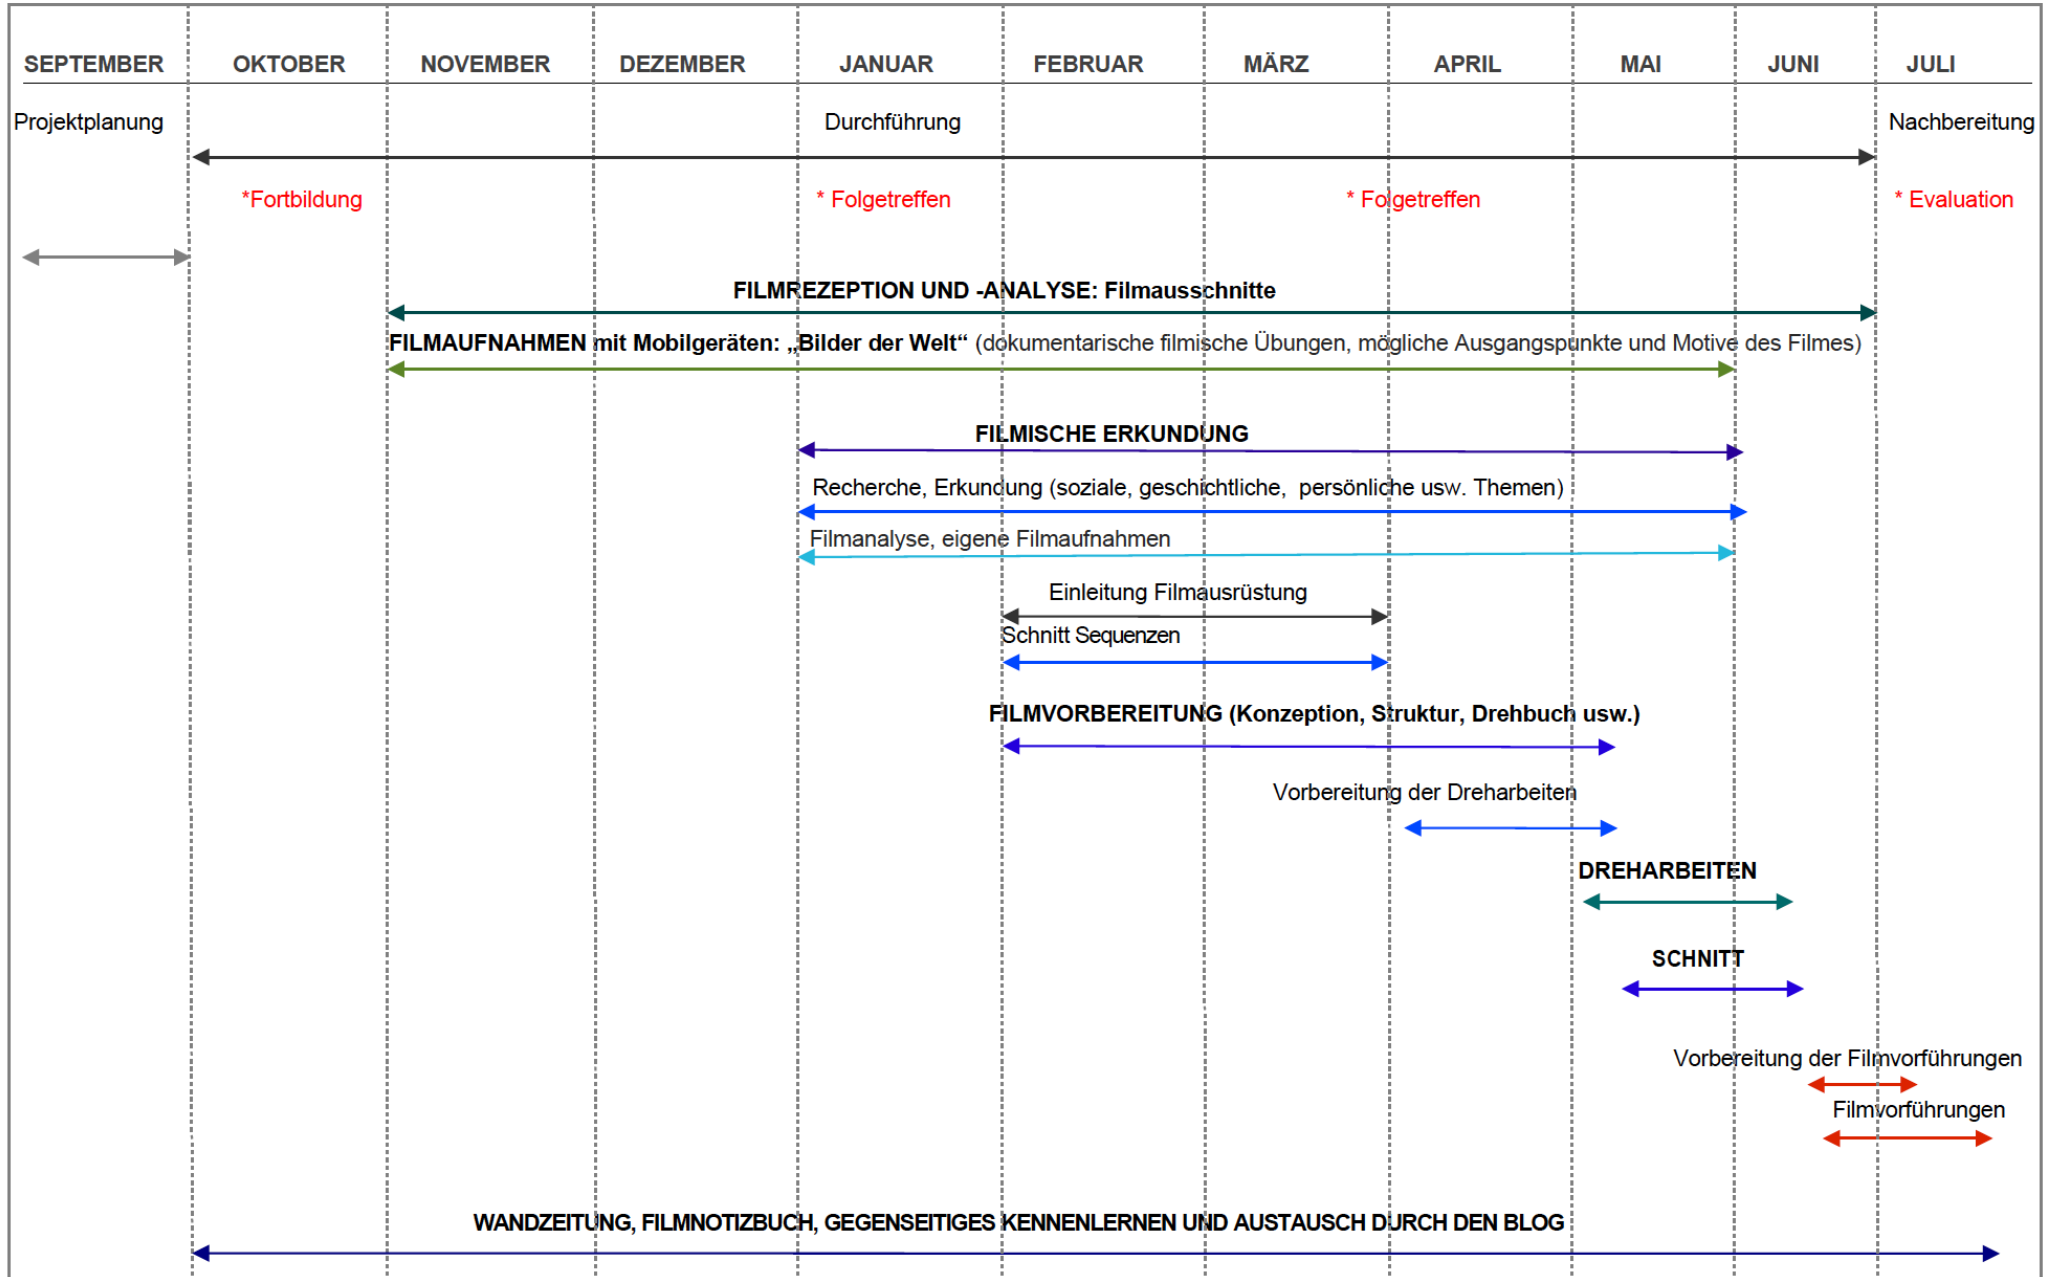 SEPTEMBER OKTOBER NOVEMBER DEZEMBER JANUAR FEBRUAR MÄRZ APRIL MAI JUNI JULI
Projektplanung Durchführung Nachbereitung
*Fortbildung * Folgetreffen * Folgetreffen * Evaluation
FILMREZEPTION UND -ANALYSE: Filmausschnitte
FILMAUFNAHMEN mit Mobilgeräten: „Bilder der Welt“ (dokumentarische filmische Übungen, mögliche Ausgangspunkte und Motive des Filmes)
FILMISCHE ERKUNDUNG
Recherche, Erkundung (soziale, geschichtliche, persönliche usw. Themen)
Filmanalyse, eigene Filmaufnahmen
Einleitung Filmausrüstung
Schnitt Sequenzen
FILMVORBEREITUNG (Konzeption, Struktur, Drehbuch usw.)
Vorbereitung der Dreharbeiten
DREHARBEITEN
SCHNITT
Vorbereitung der Filmvorführungen
Filmvorführungen
WANDZEITUNG, FILMNOTIZBUCH, GEGENSEITIGES KENNENLERNEN UND AUSTAUSCH DURCH DEN BLOG